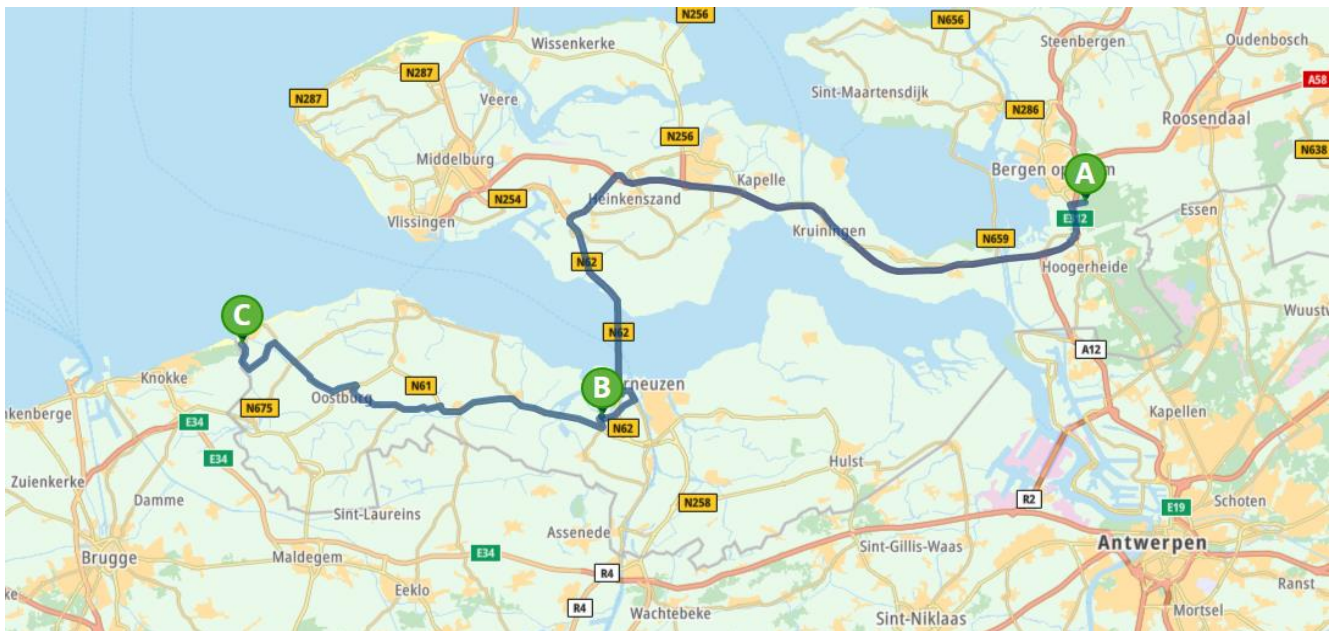 N256
N656
Steenbergen
Oudenbosch
Wissenkerke
N287
A58
Sint-Maartensdijk
N287
Veere
N286
Roosendaal
N256
Middelburg
Bergen op
m
A
N638
Kapelle
N254
Heinkenszand
Essen
Vlissingen
E312
Kruiningen
N659
N62
Hoogerheide
C
Wuustw
N62
A12
Knokke
N61
B
rneuzen
Oostburg
N675
nkenberge
E34
N62
Kapellen
E34
Hulst
Zuienkerke
Damme
R2
Schoten
N258
E19
Sint-Laureins
Assenede
Antwerpen
Brugge
Maldegem
E34
Sint-Gillis-Waas
R4
Ranst
Eeklo
ke
R4
Wachtebeke
Sint-Niklaas
Mortsel